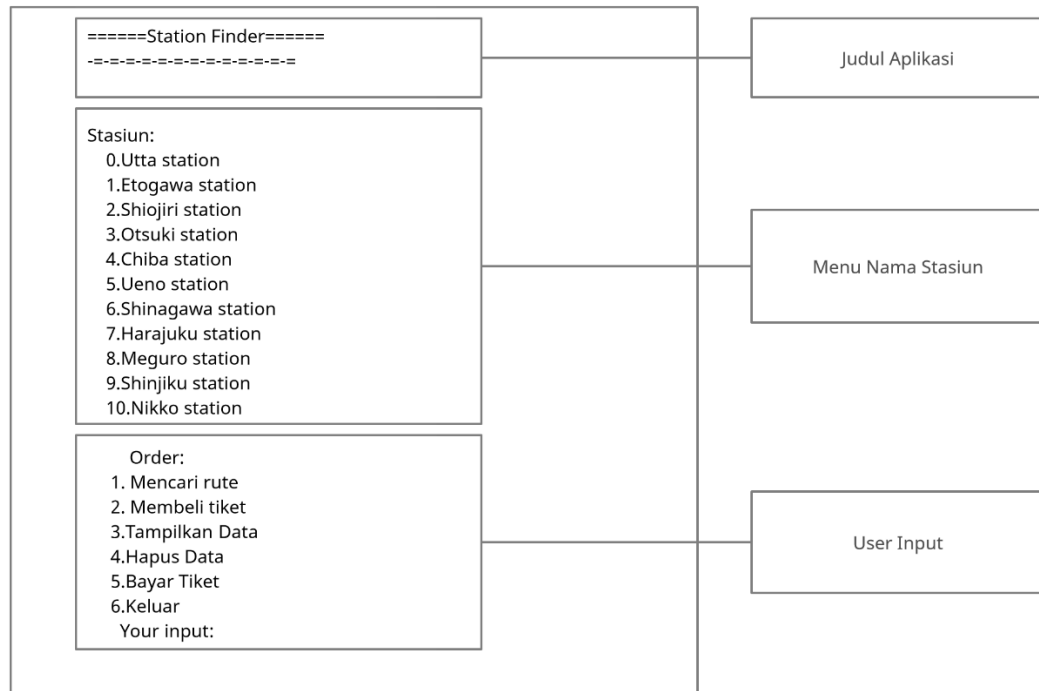 ======Station Finder======
-=-=-=-=-=-=-=-=-=-=-=-=-=
Judul Aplikasi
Stasiun:
0.Utta station
1.Etogawa station
2.Shiojiri station
3.Otsuki station
4.Chiba station
5.Ueno station
6.Shinagawa station
7.Harajuku station
8.Meguro station
9.Shinjiku station
10.Nikko station
Menu Nama Stasiun
Order:
1. Mencari rute
2. Membeli tiket
3.Tampilkan Data
4.Hapus Data
5.Bayar Tiket
6.Keluar
Your input:
User Input